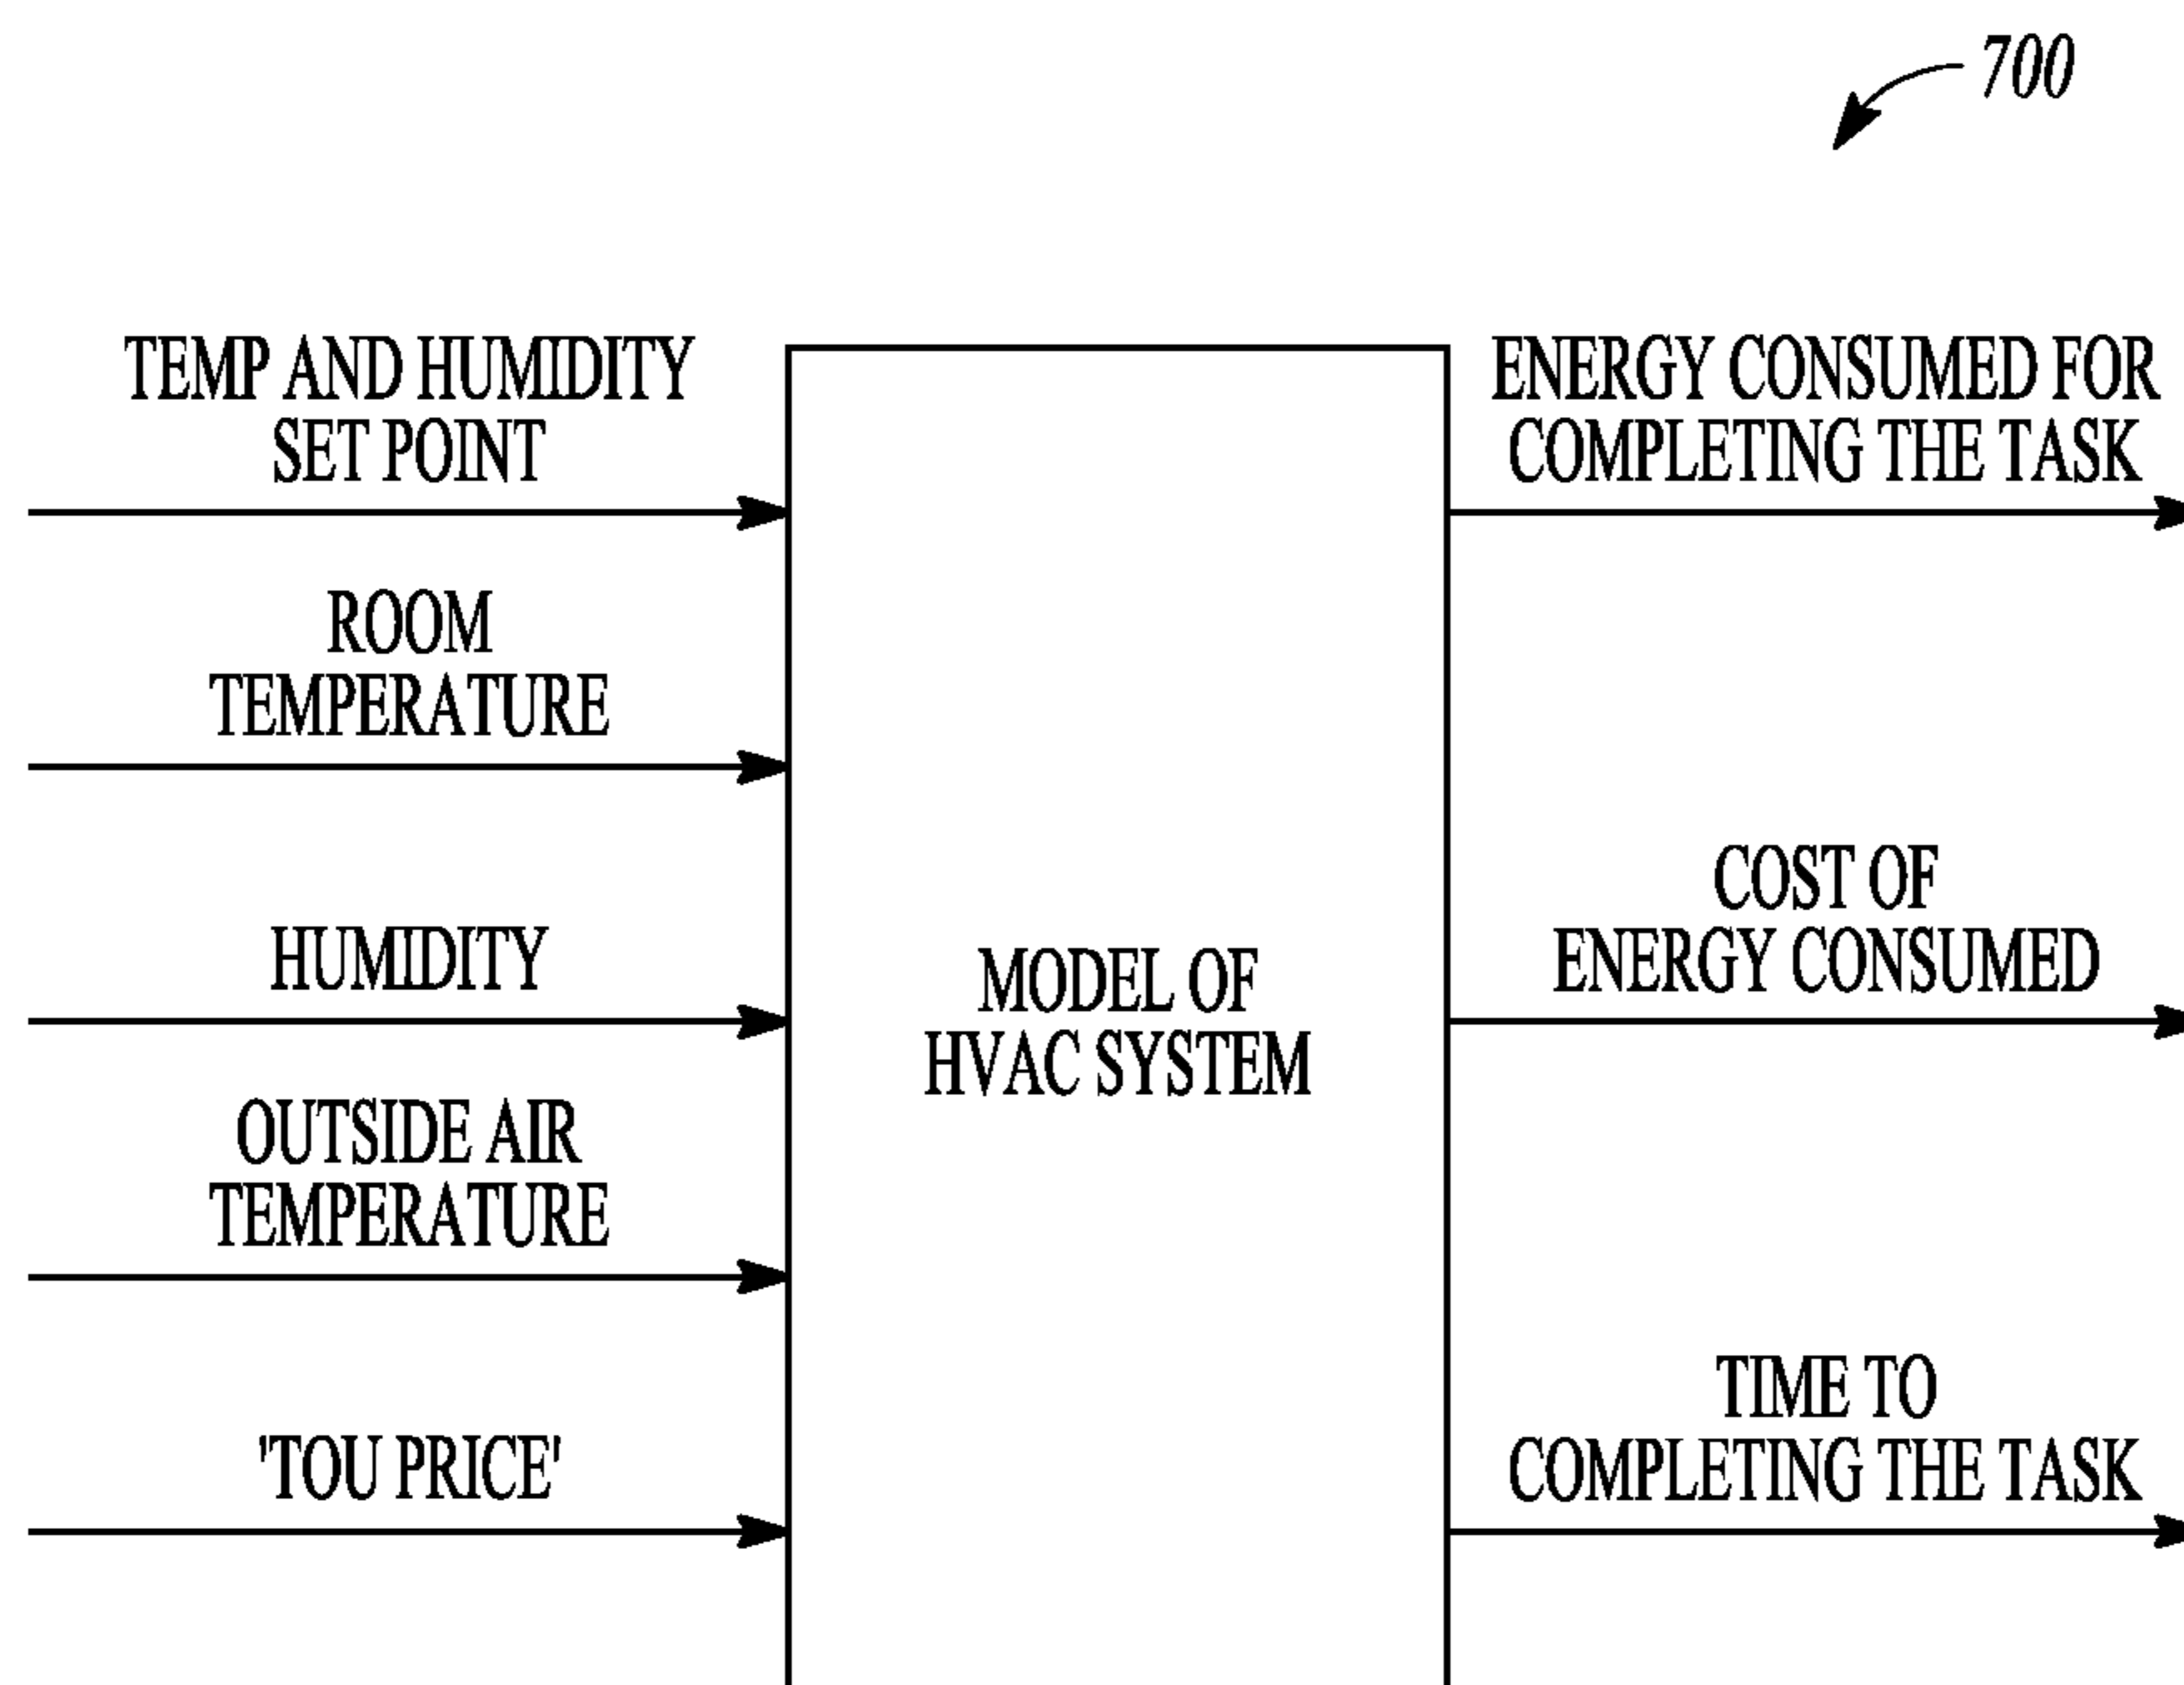 700
TEMP AND HUMIDITY
SET POINT
ROOM
TEMPERATURE
HUMIDITY
OUTSIDE AIR
TEMPERATURE
'TOU PRICE'
MODEL OF
HVAC SYSTEM
ENERGY CONSUMED FOR
COMPLETING THE TASK
COST OF
ENERGY CONSUMED
TIME TO
COMPLETING THE TASK